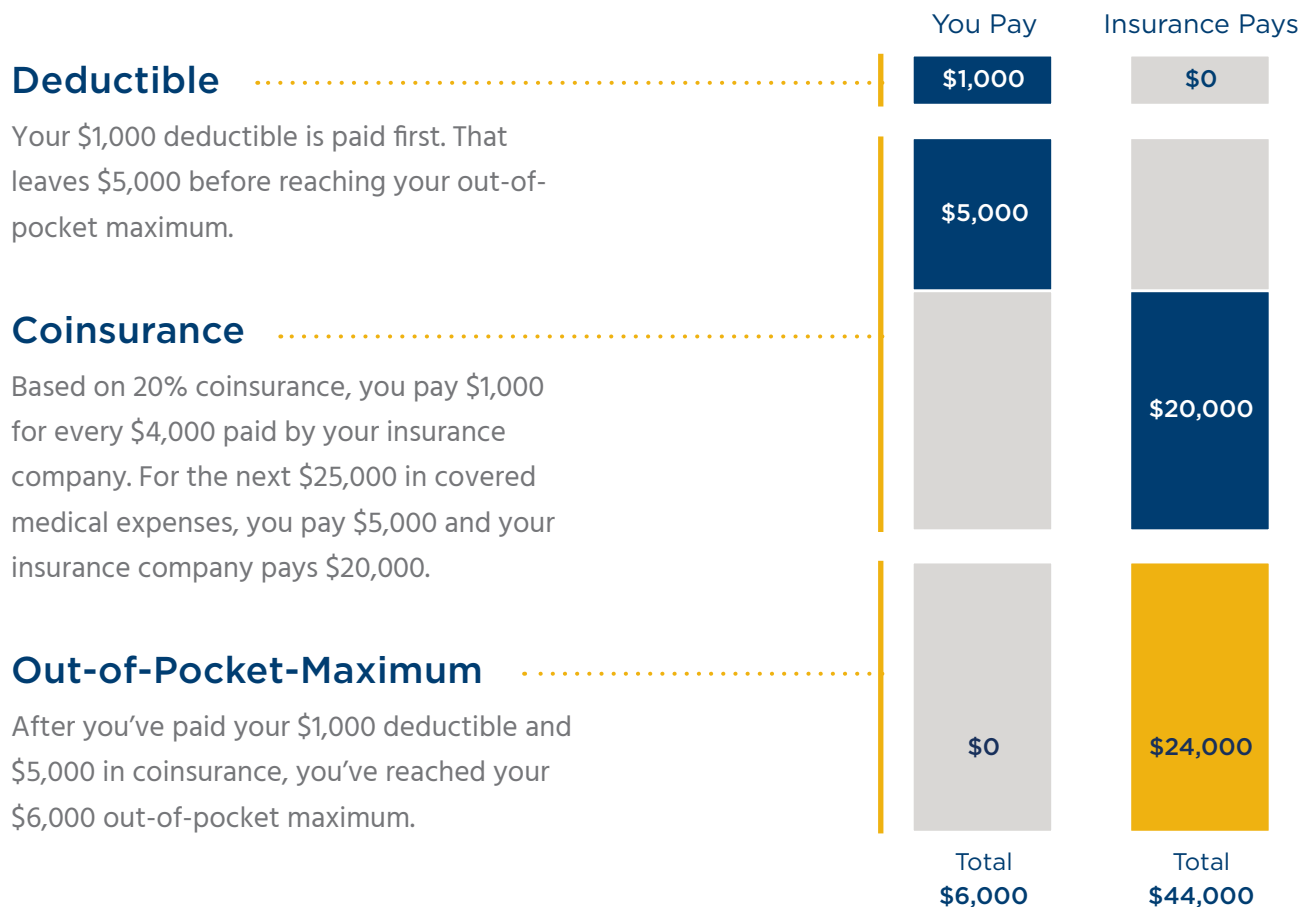 You Pay
Insurance Pays
Deductible
$1,000
$0
Your $1,000 deductible is paid first. That
leaves $5,000 before reaching your out-of-
pocket maximum.
$5,000
Coinsurance
Based on 20% coinsurance, you pay $1,000
for every $4,000 paid by your insurance
company. For the next $25,000 in covered
medical expenses, you pay $5,000 and your
insurance company pays $20,000.
$20,000
Out-of-Pocket-Maximum
After you’ve paid your $1,000 deductible and
$5,000 in coinsurance, you’ve reached your
$6,000 out-of-pocket maximum.
$0
$24,000
Total
$6,000
Total
$44,000